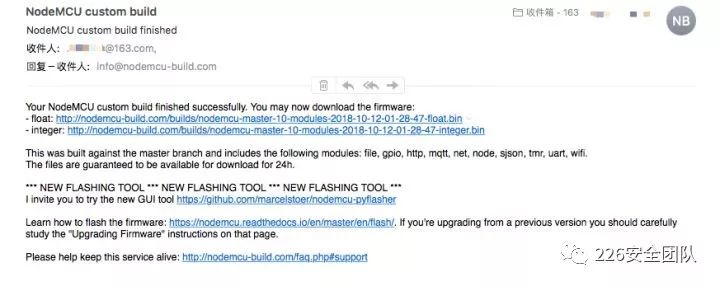 NodeMCU custom build
收件箱 - 163
NB
NodeMCU custom build finished
收件人: @163.com,
回复－收件人: info@nodemcu-build.com
Your NodeMCU custom build finished successfully. You may now download the firmware:
- float: http://nodemcu-build.com/builds/nodemcu-master-10-modules-2018-10-12-01-28-47-float.bin
- integer: http://nodemcu-build.com/builds/nodemcu-master-10-modules-2018-10-12-01-28-47-integer.bin
This was built against the master branch and includes the following modules: file, gpio, http, mqtt, net, node, sjson, tmr, uart, wifi.
The files are guaranteed to be available for download for 24h.
*** NEW FLASHING TOOL *** NEW FLASHING TOOL *** NEW FLASHING TOOL ***
I invite you to try the new GUI tool https://github.com/marcelstoer/nodemcu-pyflasher
Learn how to flash the firmware: https://nodemcu.readthedocs.io/en/master/en/flash/. If you're upgrading from a previous version you should carefully
study the "Upgrading Firmware" instructions on that page.
Please help keep this service alive: http://nodemcu-build.com/faq.php#support
226安全团队